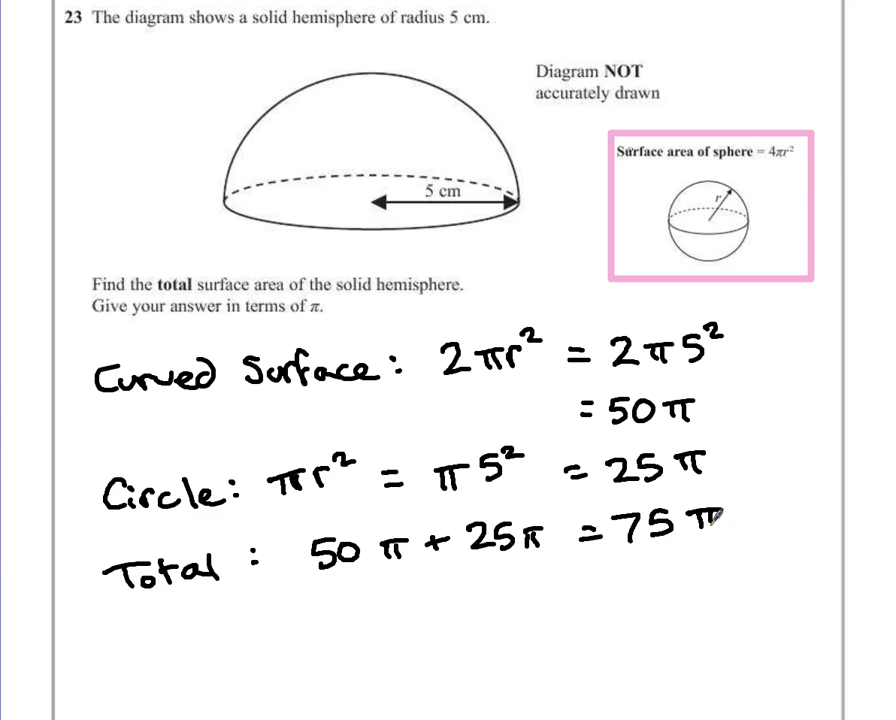 23 The diagram shows a solid hemisphere of radius 5 cm.
Diagram NOT
accurately drawn
Surface area of sphere = 4πr²
r
5 cm
Find the total surface area of the solid hemisphere.
Give your answer in terms of π.
Curved Surface: 2πr² = 2π5²
= 50π
Circle: πr² = π5² = 25π
Total: 50π + 25π = 75π